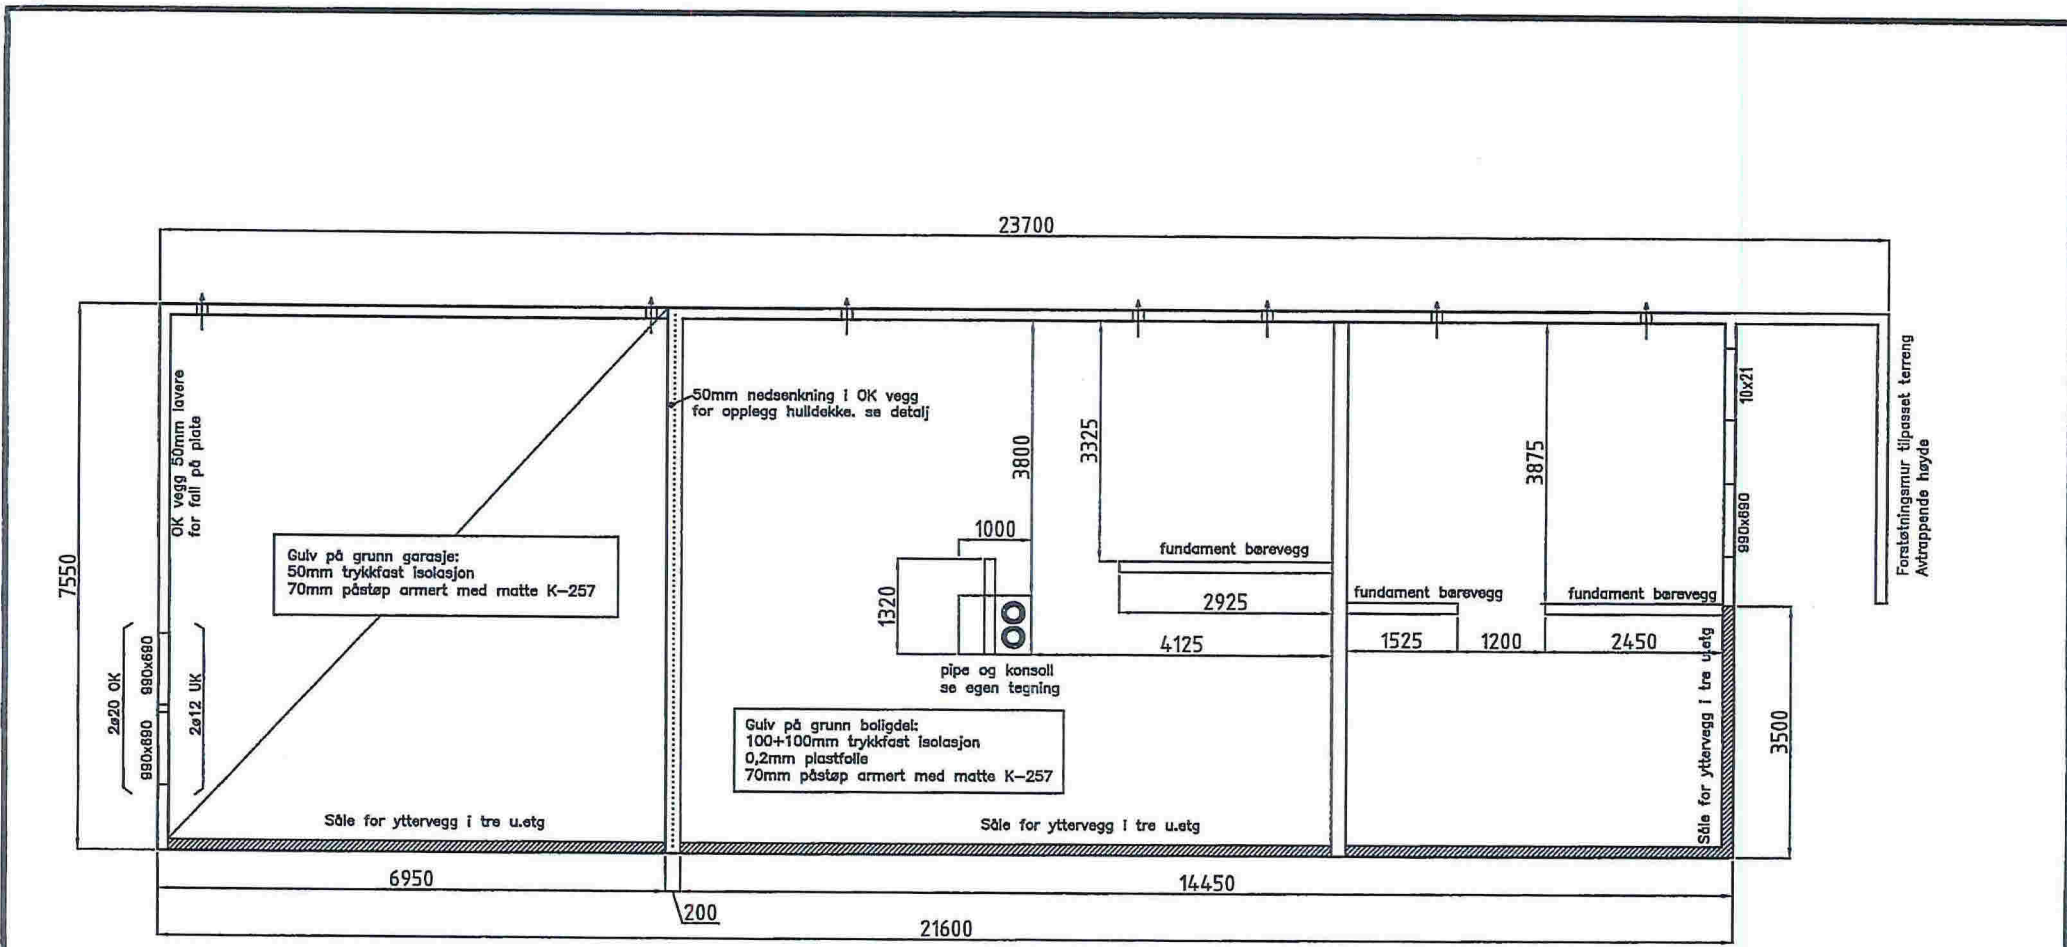 23700
7550
OK vegg 50mm lavere
for fall på plate
50mm nedsenkning i OK vegg
for opplegg hulldekke. se detalj
3800
3325
3875
10x21
990x690
Forstøtningsmur tilpasset terreng
Avtrappende høyde
Gulv på grunn garasje:
50mm trykkfast isolasjon
70mm påstøp armert med matte K-257
1000
1320
fundament børevegg
2925
4125
fundament børevegg
fundament børevegg
1525
1200
2450
pipe og konsoll
se egen tegning
2ø20 OK
990x690
990x690
2ø12 UK
Gulv på grunn boligdel:
100+100mm trykkfast isolasjon
0,2mm plastfolie
70mm påstøp armert med matte K-257
Såle for yttervegg i tre u.etg
3500
Såle for yttervegg i tre u.etg
Såle for yttervegg i tre u.etg
6950
14450
200
21600